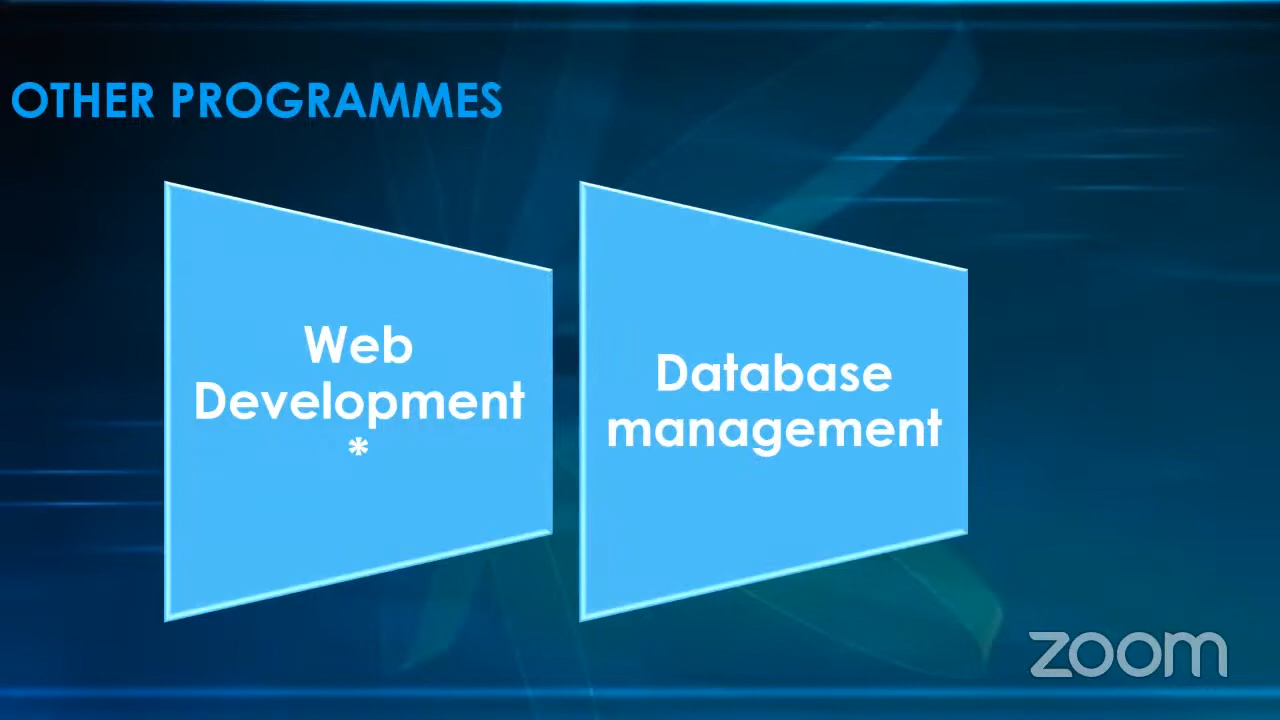 OTHER PROGRAMMES
Web
Development
*
Database
management
zoom